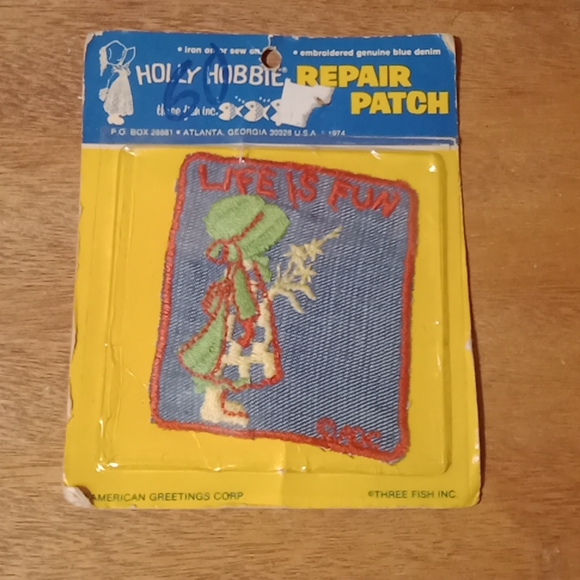 • iron on or sew on • embroidered genuine blue denim
HOLLY HOBBIE® REPAIR
PATCH
60
three fish inc.
P.O. BOX 28881 • ATLANTA, GEORGIA 30328 U.S.A. © 1974
LIFE IS FUN
AMERICAN GREETINGS CORP
©THREE FISH INC.